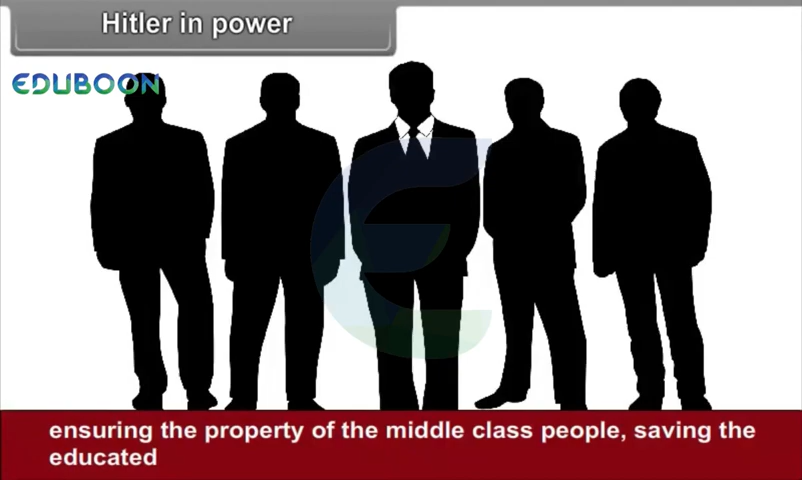 Hitler in power
EDUBOON
ensuring the property of the middle class people, saving the
educated